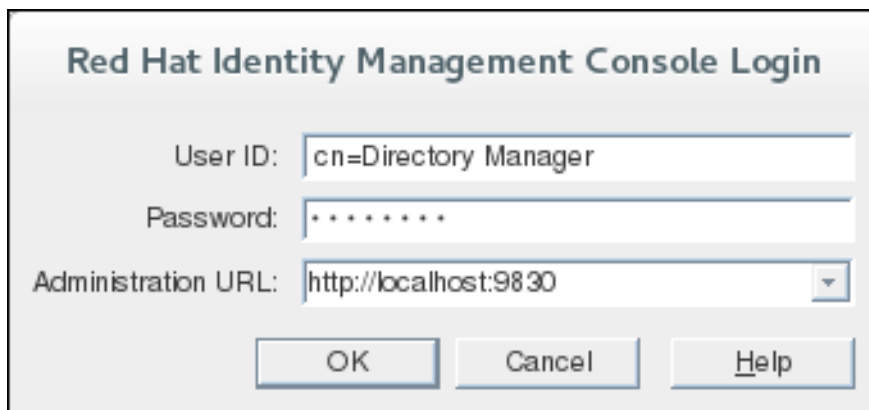 Red Hat Identity Management Console Login
User ID: cn=Directory Manager
Password: ••••••••
Administration URL: http://localhost:9830
OK Cancel Help